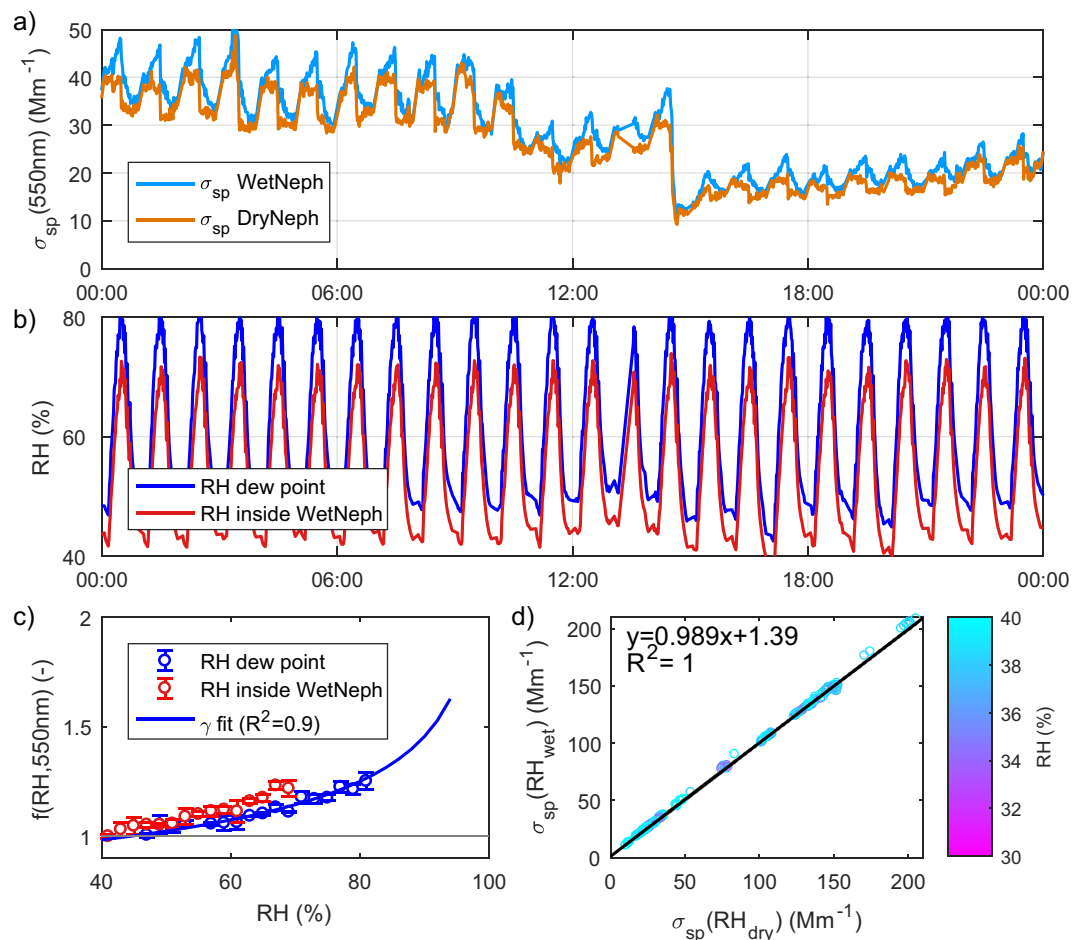 a)
50
40
30
20
10
0
σsp(550nm) (Mm⁻¹)
σsp WetNeph
σsp DryNeph
00:00 06:00 12:00 18:00 00:00
b)
80
60
40
RH (%)
RH dew point
RH inside WetNeph
00:00 06:00 12:00 18:00 00:00
c)
2
1.5
1
f(RH,550nm) (-)
RH dew point
RH inside WetNeph
γ fit (R²=0.9)
40 60 80 100
RH (%)
d)
200
150
100
50
0
σsp(RHwet) (Mm⁻¹)
y=0.989x+1.39
R²= 1
0 50 100 150 200
σsp(RHdry) (Mm⁻¹)
40
38
36
34
32
30
RH (%)